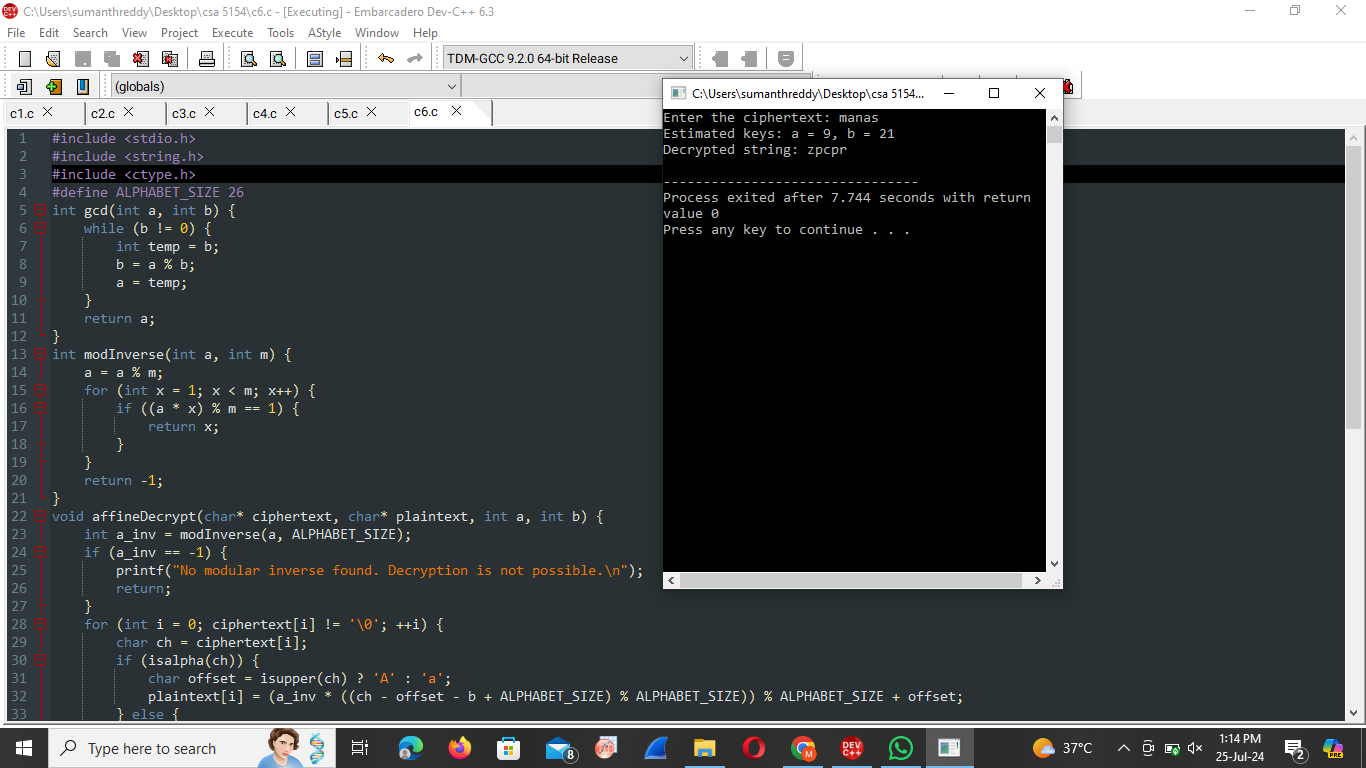 C:\Users\sumanthreddy\Desktop\csa 5154\c6.c - [Executing] - Embarcadero Dev-C++ 6.3
File Edit Search View Project Execute Tools AStyle Window Help
TDM-GCC 9.2.0 64-bit Release
(globals)
c1.c c2.c c3.c c4.c c5.c c6.c
1 #include <stdio.h>
2 #include <string.h>
3 #include <ctype.h>
4 #define ALPHABET_SIZE 26
5 int gcd(int a, int b) {
6 while (b != 0) {
7 int temp = b;
8 b = a % b;
9 a = temp;
10 }
11 return a;
12 }
13 int modInverse(int a, int m) {
14 a = a % m;
15 for (int x = 1; x < m; x++) {
16 if ((a * x) % m == 1) {
17 return x;
18 }
19 }
20 return -1;
21 }
22 void affineDecrypt(char* ciphertext, char* plaintext, int a, int b) {
23 int a_inv = modInverse(a, ALPHABET_SIZE);
24 if (a_inv == -1) {
25 printf("No modular inverse found. Decryption is not possible.\n");
26 return;
27 }
28 for (int i = 0; ciphertext[i] != '\0'; ++i) {
29 char ch = ciphertext[i];
30 if (isalpha(ch)) {
31 char offset = isupper(ch) ? 'A' : 'a';
32 plaintext[i] = (a_inv * ((ch - offset - b + ALPHABET_SIZE) % ALPHABET_SIZE)) % ALPHABET_SIZE + offset;
33 } else {
C:\Users\sumanthreddy\Desktop\csa 5154...
Enter the ciphertext: manas
Estimated keys: a = 9, b = 21
Decrypted string: zpcpr
--------------------------------
Process exited after 7.744 seconds with return
value 0
Press any key to continue . . .
Type here to search
8
M
DEV C++
37°C
1:14 PM
25-Jul-24
2
PRE